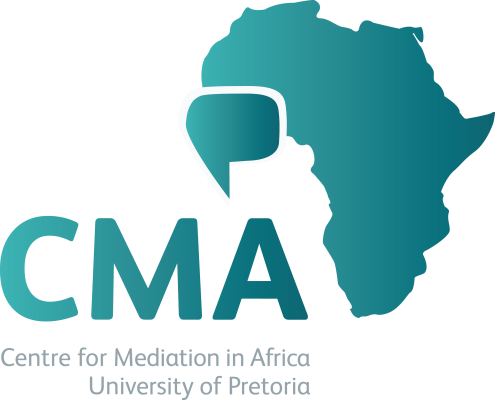 CMA
Centre for Mediation in Africa
University of Pretoria